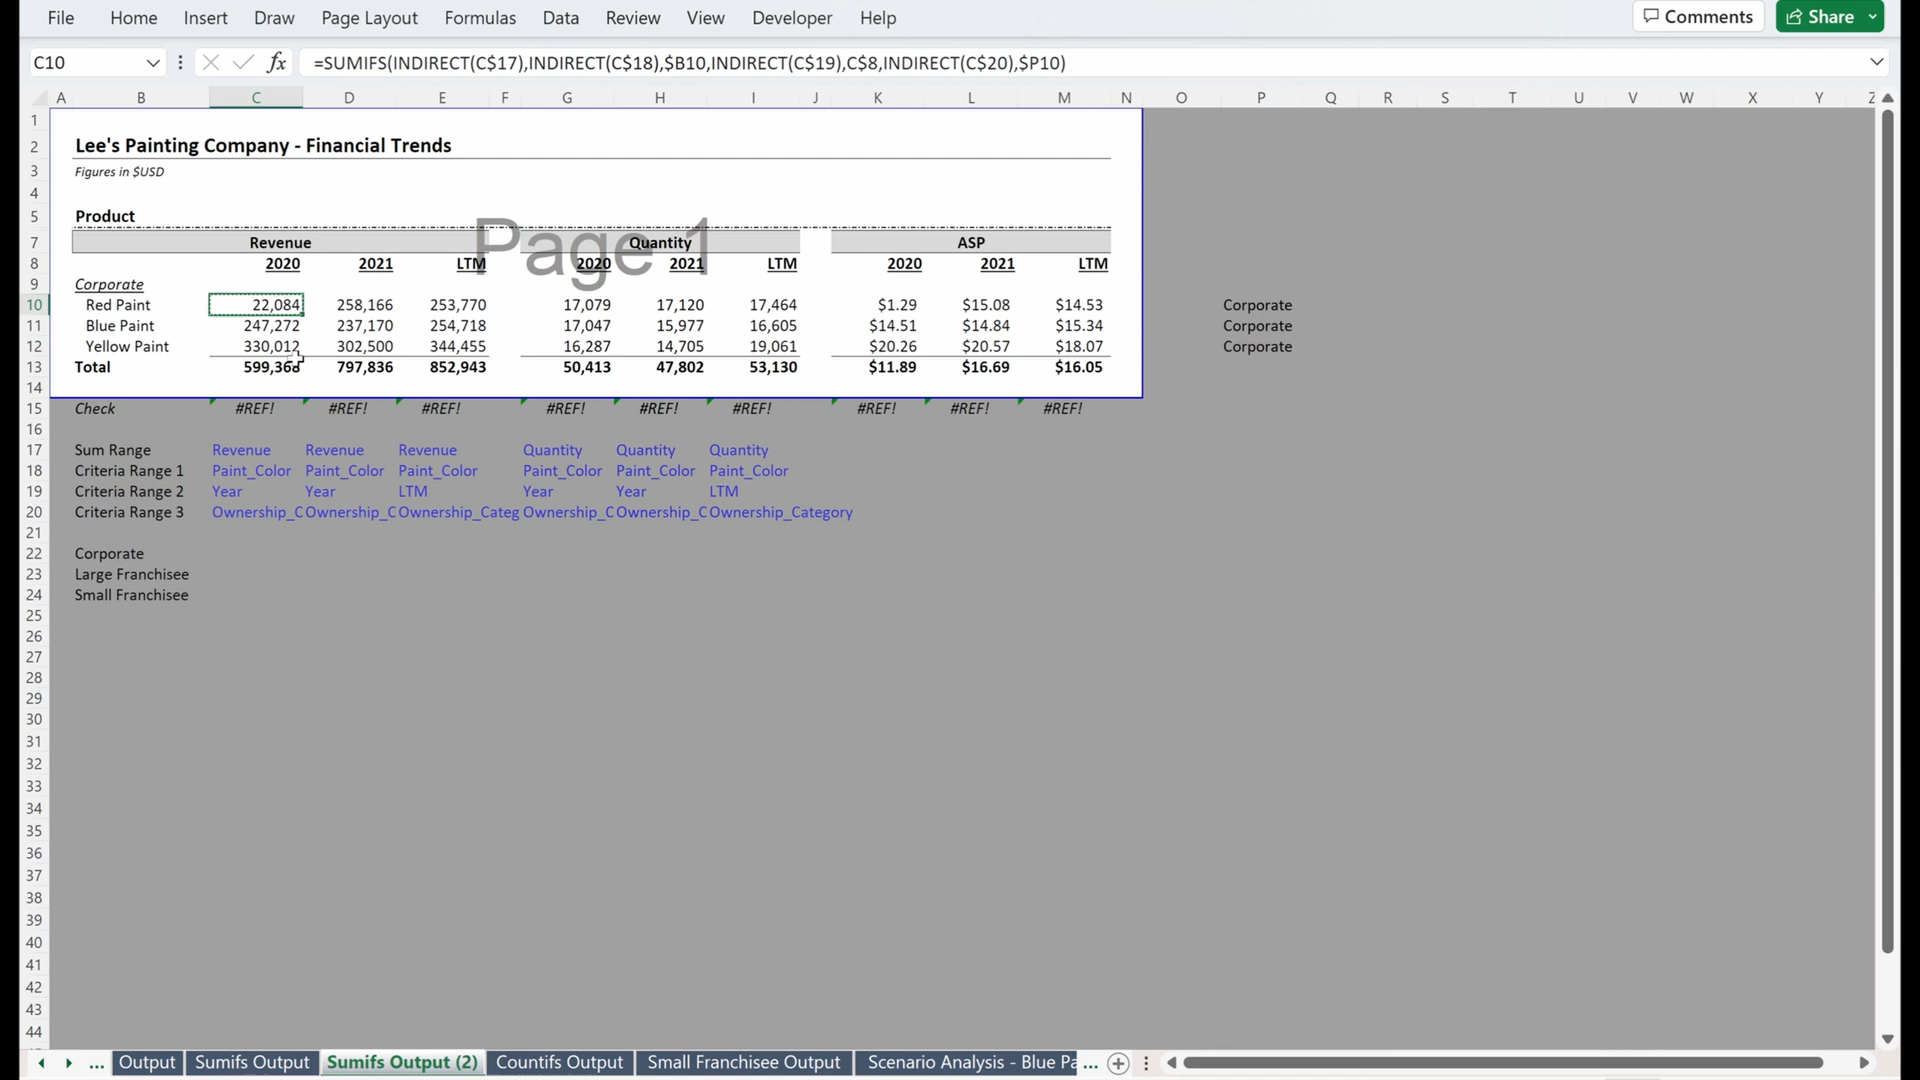 File Home Insert Draw Page Layout Formulas Data Review View Developer Help Comments Share
C10 fx =SUMIFS(INDIRECT(C$17),INDIRECT(C$18),$B10,INDIRECT(C$19),C$8,INDIRECT(C$20),$P10)
A B C D E F G H I J K L M N O P Q R S T U V W X Y Z
1
2 Lee's Painting Company - Financial Trends
3 Figures in $USD
4
5 Product
Page 1
7 Revenue Quantity ASP
8 2020 2021 LTM 2020 2021 LTM 2020 2021 LTM
9 Corporate
10 Red Paint 22,084 258,166 253,770 17,079 17,120 17,464 $1.29 $15.08 $14.53 Corporate
11 Blue Paint 247,272 237,170 254,718 17,047 15,977 16,605 $14.51 $14.84 $15.34 Corporate
12 Yellow Paint 330,012 302,500 344,455 16,287 14,705 19,061 $20.26 $20.57 $18.07 Corporate
13 Total 599,368 797,836 852,943 50,413 47,802 53,130 $11.89 $16.69 $16.05
14
15 Check #REF! #REF! #REF! #REF! #REF! #REF! #REF! #REF! #REF!
16
17 Sum Range Revenue Revenue Revenue Quantity Quantity Quantity
18 Criteria Range 1 Paint_Color Paint_Color Paint_Color Paint_Color Paint_Color Paint_Color
19 Criteria Range 2 Year Year LTM Year Year LTM
20 Criteria Range 3 Ownership_C Ownership_C Ownership_Categ Ownership_C Ownership_C Ownership_Category
21
22 Corporate
23 Large Franchisee
24 Small Franchisee
25
26
27
28
29
30
31
32
33
34
35
36
37
38
39
40
41
42
43
44
... Output Sumifs Output Sumifs Output (2) Countifs Output Small Franchisee Output Scenario Analysis - Blue Pa ...